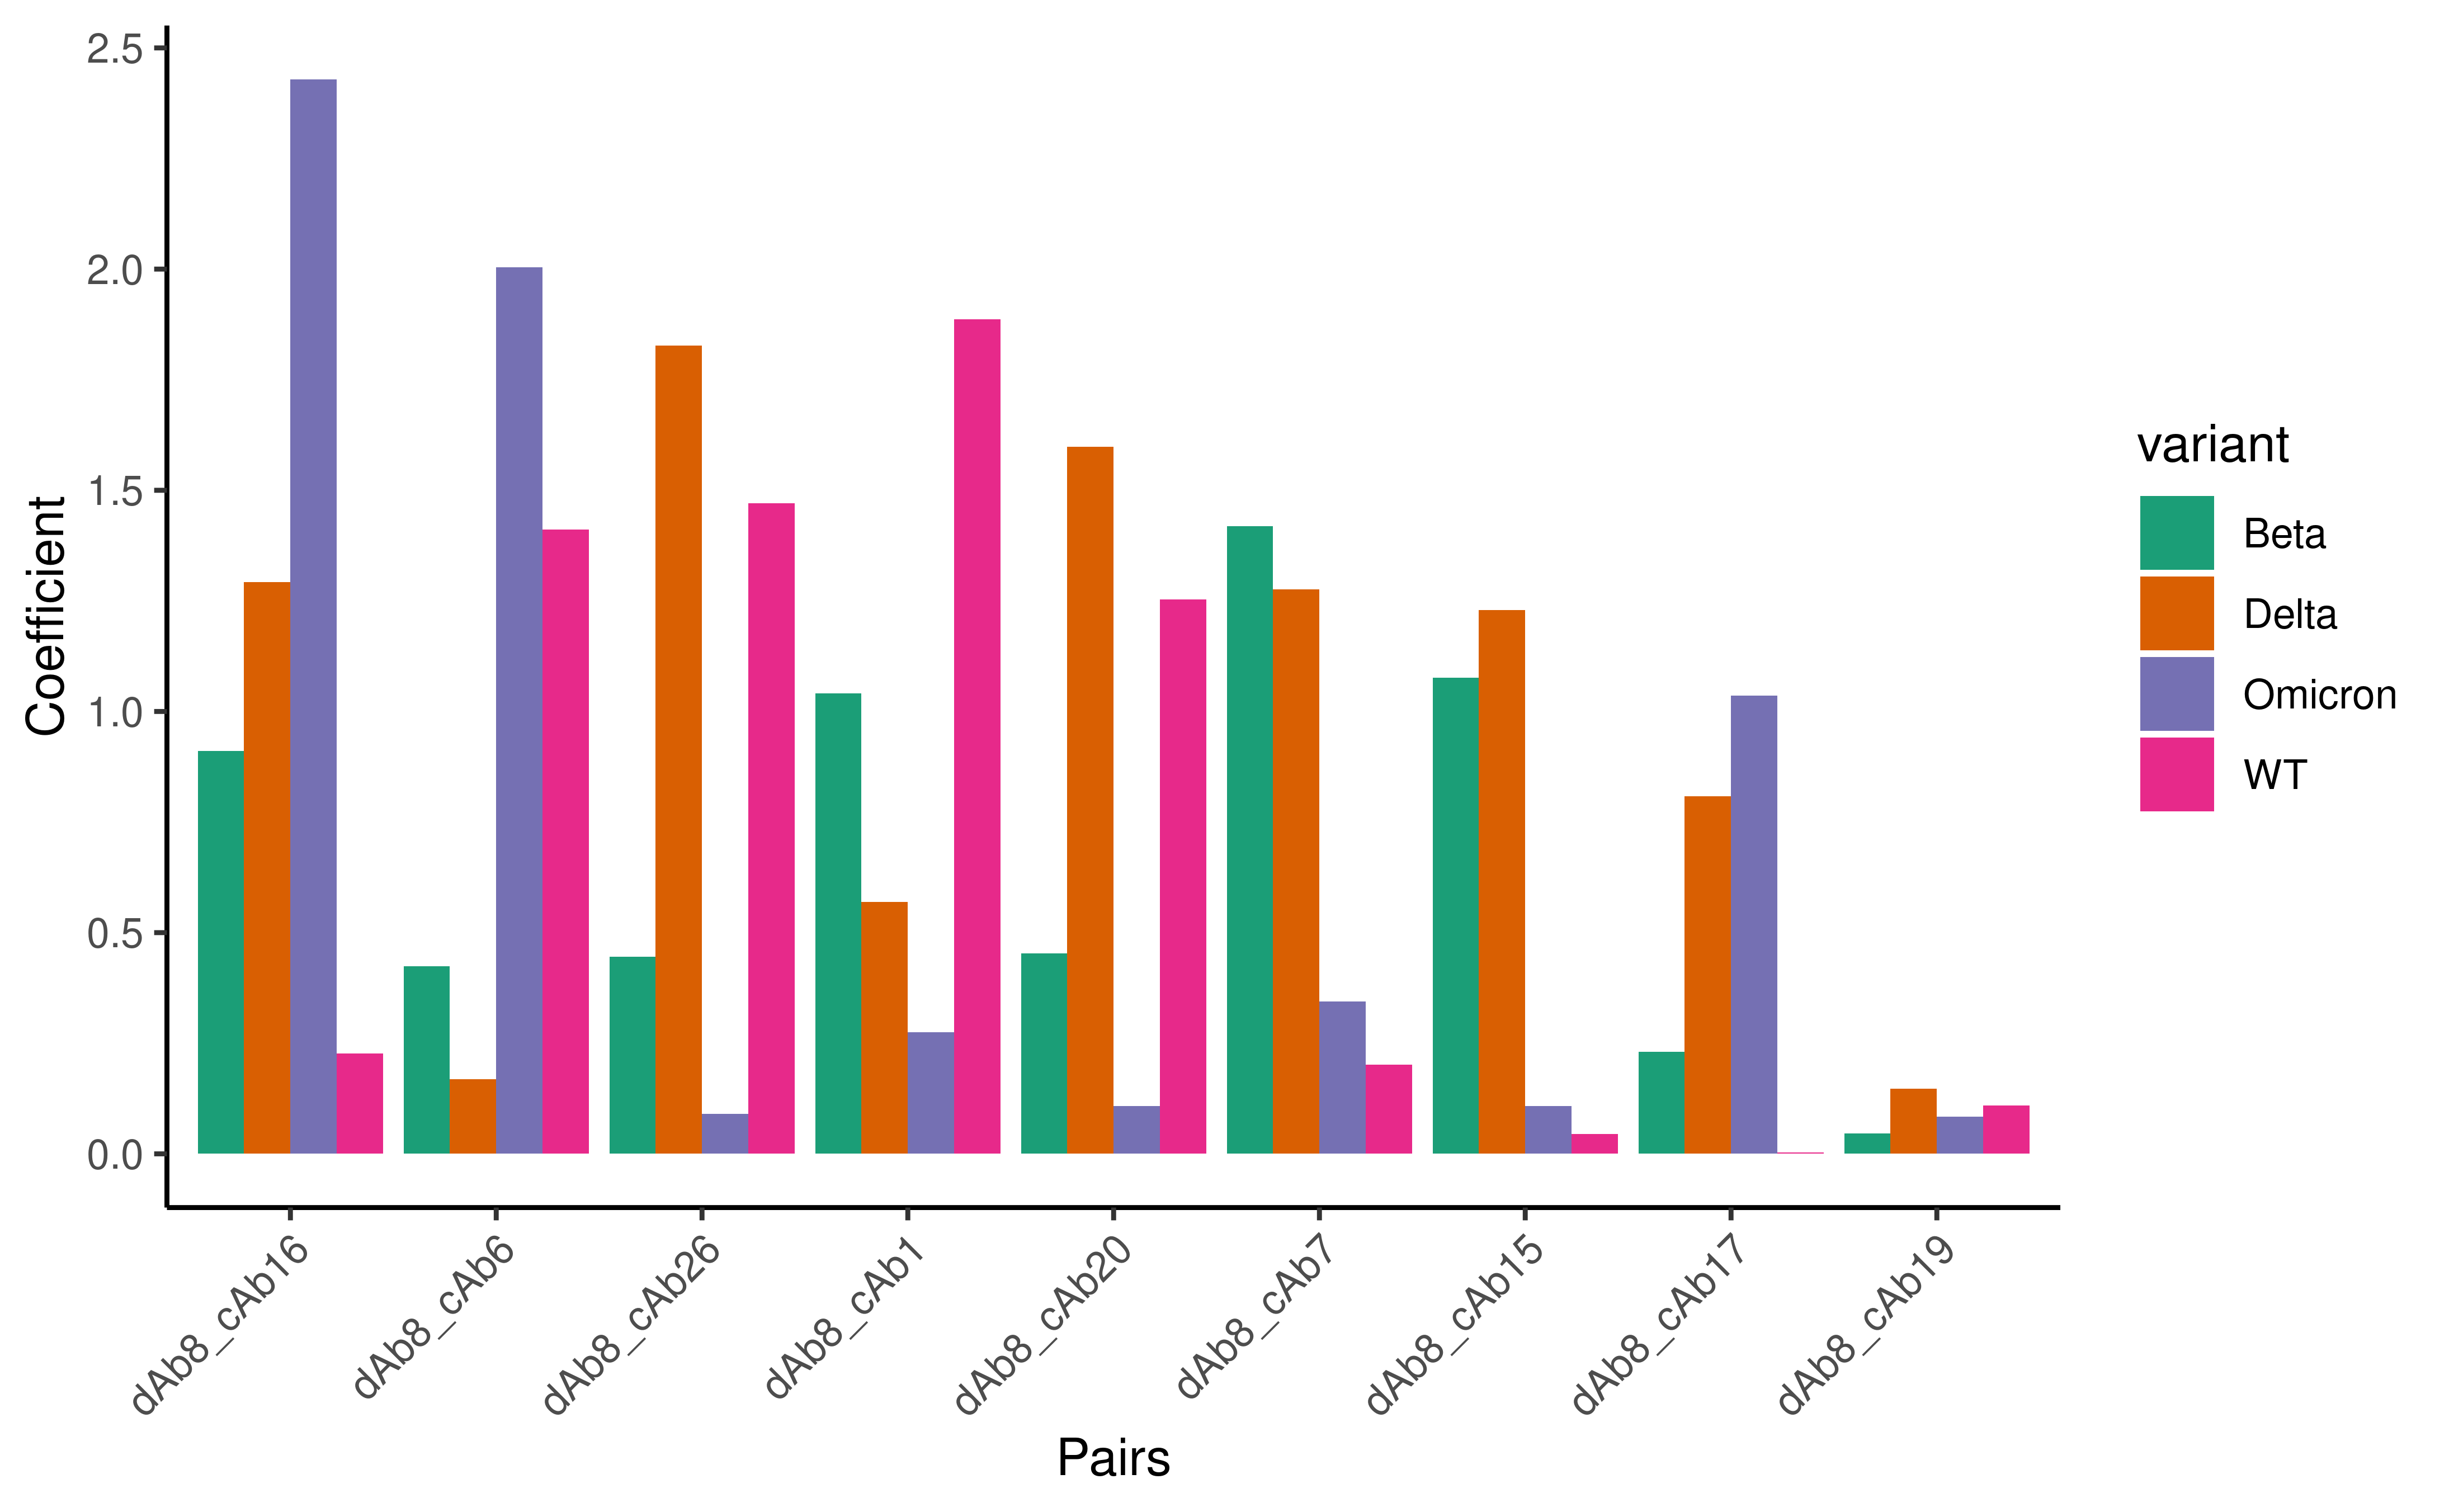 2.5
2.0
1.5
1.0
0.5
0.0
Coefficient
dAb8_cAb16
dAb8_cAb6
dAb8_cAb26
dAb8_cAb1
dAb8_cAb20
dAb8_cAb7
dAb8_cAb15
dAb8_cAb17
dAb8_cAb19
Pairs
variant
Beta
Delta
Omicron
WT